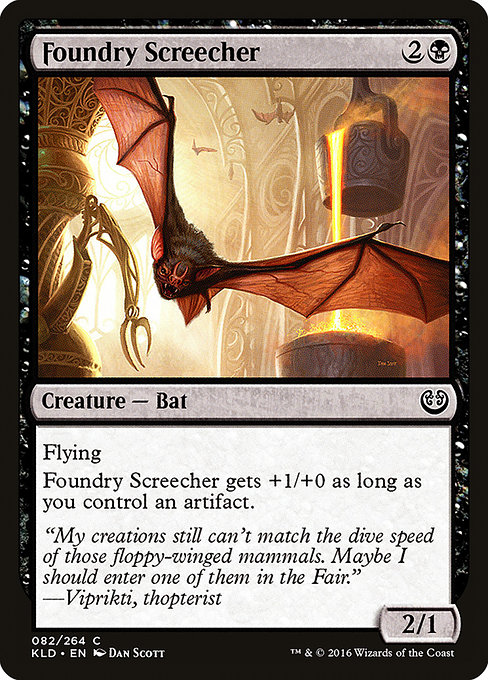 Foundry Screecher 2
Creature — Bat
Flying
Foundry Screecher gets +1/+0 as long as
you control an artifact.
“My creations still can’t match the dive speed
of those floppy-winged mammals. Maybe I
should enter one of them in the Fair.”
—Viprikti, thopterist
2/1
082/264 C
KLD • EN Dan Scott
™ & © 2016 Wizards of the Coast